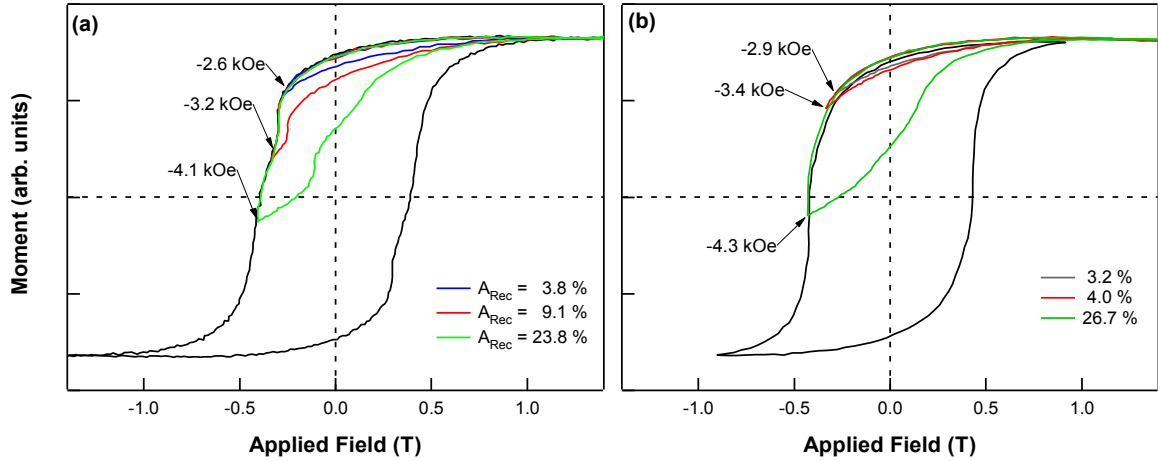 (a)
-2.6 kOe
-3.2 kOe
-4.1 kOe
A_Rec = 3.8 %
A_Rec = 9.1 %
A_Rec = 23.8 %
-1.0 -0.5 0.0 0.5 1.0
Applied Field (T)
Moment (arb. units)
(b)
-2.9 kOe
-3.4 kOe
-4.3 kOe
3.2 %
4.0 %
26.7 %
-1.0 -0.5 0.0 0.5 1.0
Applied Field (T)